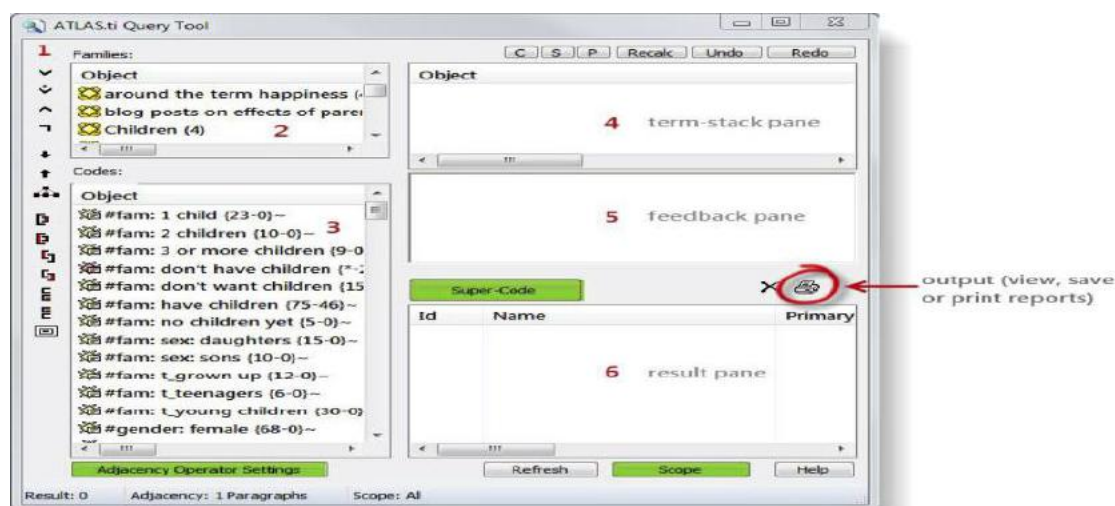 ATLAS.ti Query Tool
1
Families:
C S P Recalc Undo Redo
Object
around the term happiness (
blog posts on effects of pare
Children (4)
2
Object
4 term-stack pane
Codes:
Object
#fam: 1 child {23-0}~
#fam: 2 children {10-0}~
3
#fam: 3 or more children {9-0
#fam: don't have children {*-
#fam: don't want children {15
#fam: have children {75-46}~
#fam: no children yet {5-0}~
#fam: sex: daughters {15-0}~
#fam: sex: sons {10-0}~
#fam: t_grown up {12-0}~
#fam: t_teenagers {6-0}~
#fam: t_young children {30-0}
#gender: female {68-0}~
5 feedback pane
Super-Code
output (view, save
or print reports)
Id Name Primary
6 result pane
Adjacency Operator Settings
Refresh Scope Help
Result: 0 Adjacency: 1 Paragraphs Scope: All